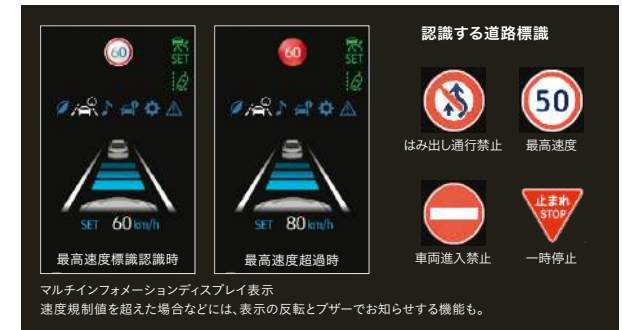 認識する道路標識
60
SET
SET 60 km/h
最高速度標識認識時
60
SET
SET 80 km/h
最高速度超過時
はみ出し通行禁止
50
最高速度
車両進入禁止
止まれ
STOP
一時停止
マルチインフォメーションディスプレイ表示
速度規制値を超えた場合などには、表示の反転とブザーでお知らせする機能も。